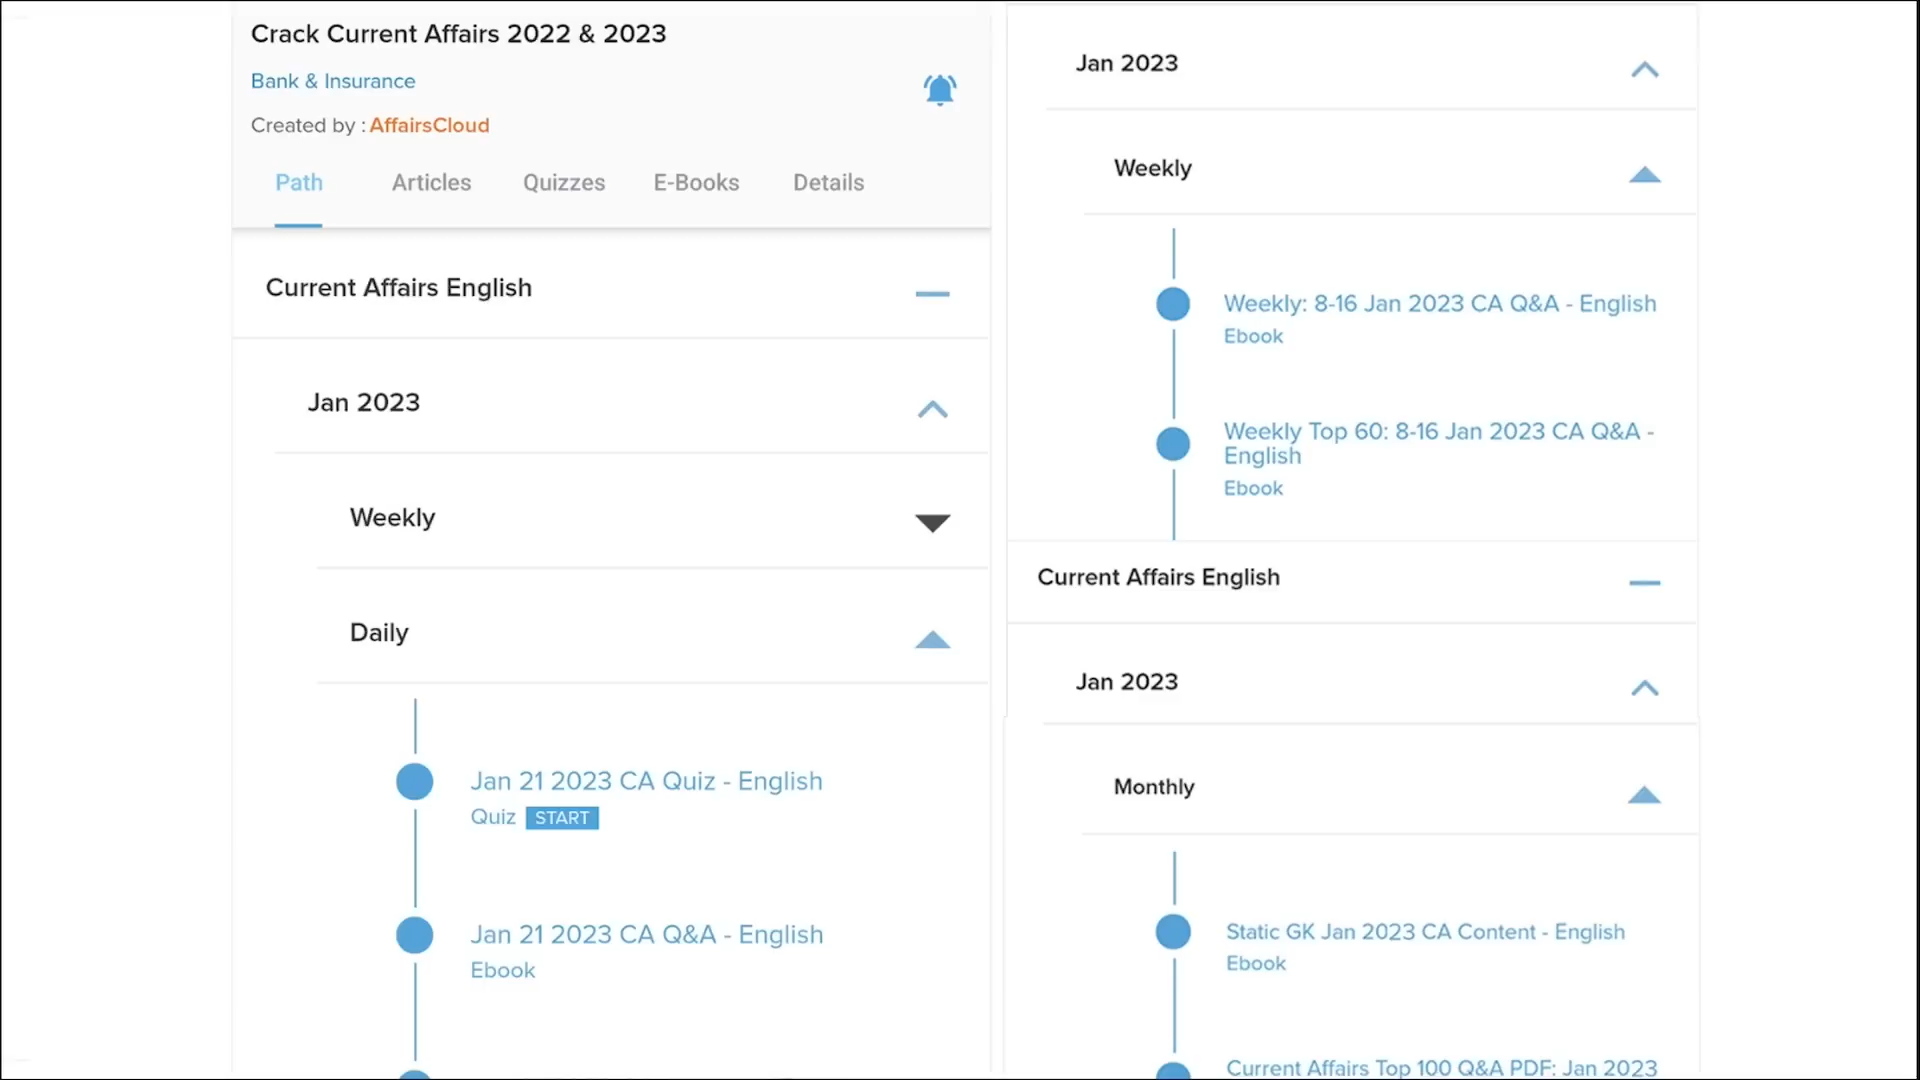 Crack Current Affairs 2022 & 2023
Bank & Insurance
Created by : AffairsCloud
Path Articles Quizzes E-Books Details
Current Affairs English
Jan 2023
Weekly
Daily
Jan 21 2023 CA Quiz - English
Quiz START
Jan 21 2023 CA Q&A - English
Ebook
Jan 2023
Weekly
Weekly: 8-16 Jan 2023 CA Q&A - English
Ebook
Weekly Top 60: 8-16 Jan 2023 CA Q&A -
English
Ebook
Current Affairs English
Jan 2023
Monthly
Static GK Jan 2023 CA Content - English
Ebook
Current Affairs Top 100 Q&A PDF: Jan 2023